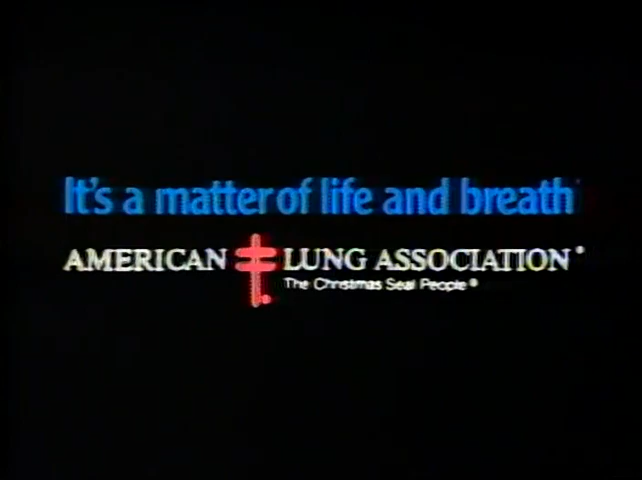 It's a matter of life and breath
AMERICAN LUNG ASSOCIATION®
The Christmas Seal People®